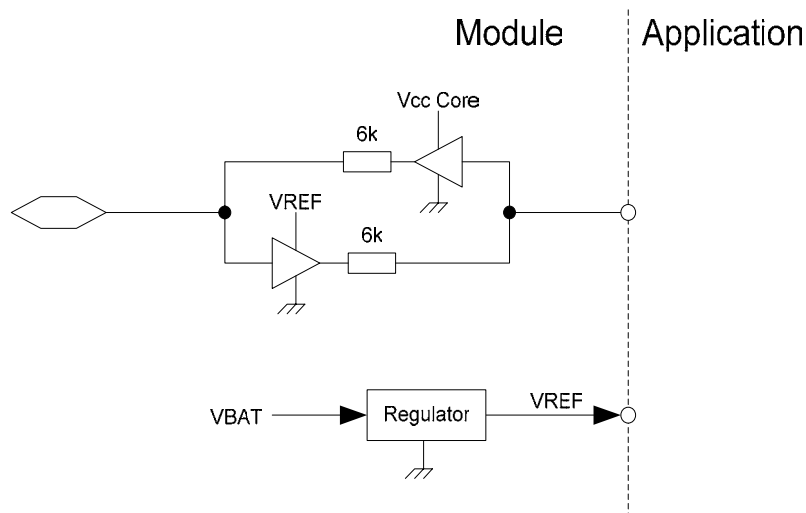 Module
Application
Vcc Core
6k
VREF
6k
VBAT
Regulator
VREF